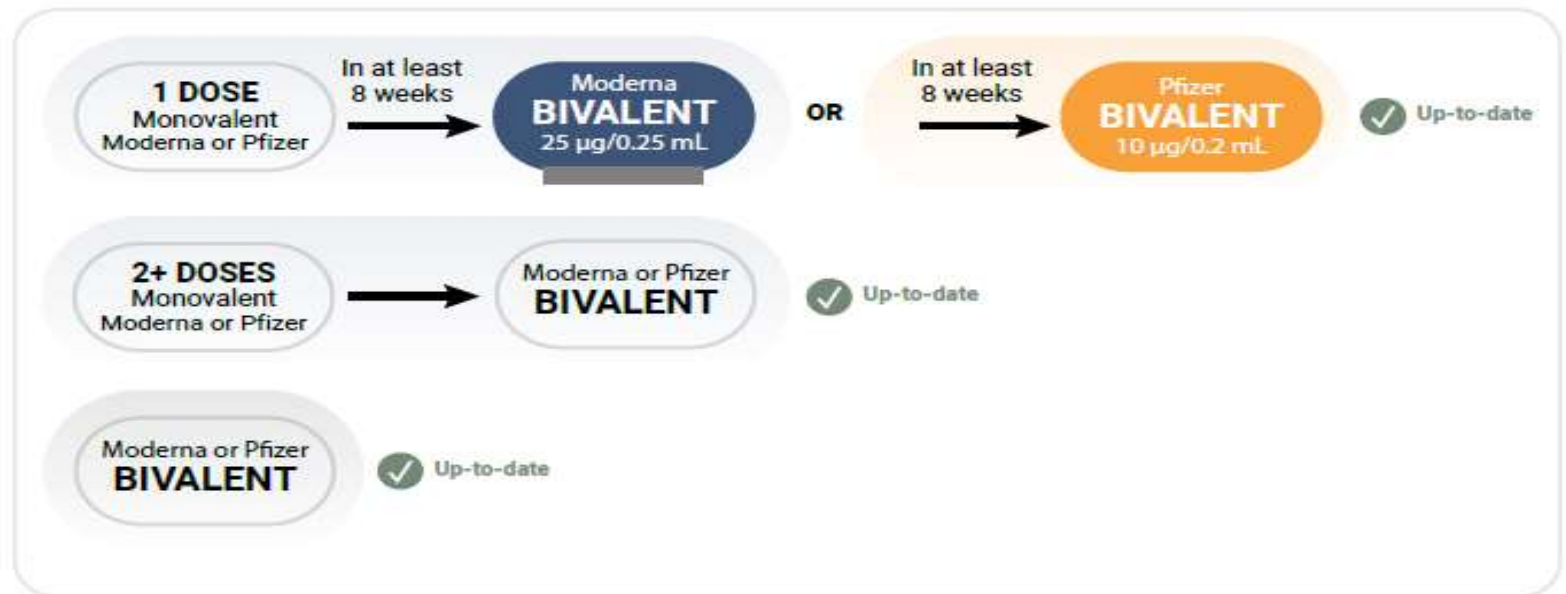 1 DOSE
Monovalent
Moderna or Pfizer
In at least
8 weeks
Moderna
BIVALENT
25 µg/0.25 mL
OR
In at least
8 weeks
Pfizer
BIVALENT
10 µg/0.2 mL
Up-to-date
2+ DOSES
Monovalent
Moderna or Pfizer
Moderna or Pfizer
BIVALENT
Up-to-date
Moderna or Pfizer
BIVALENT
Up-to-date